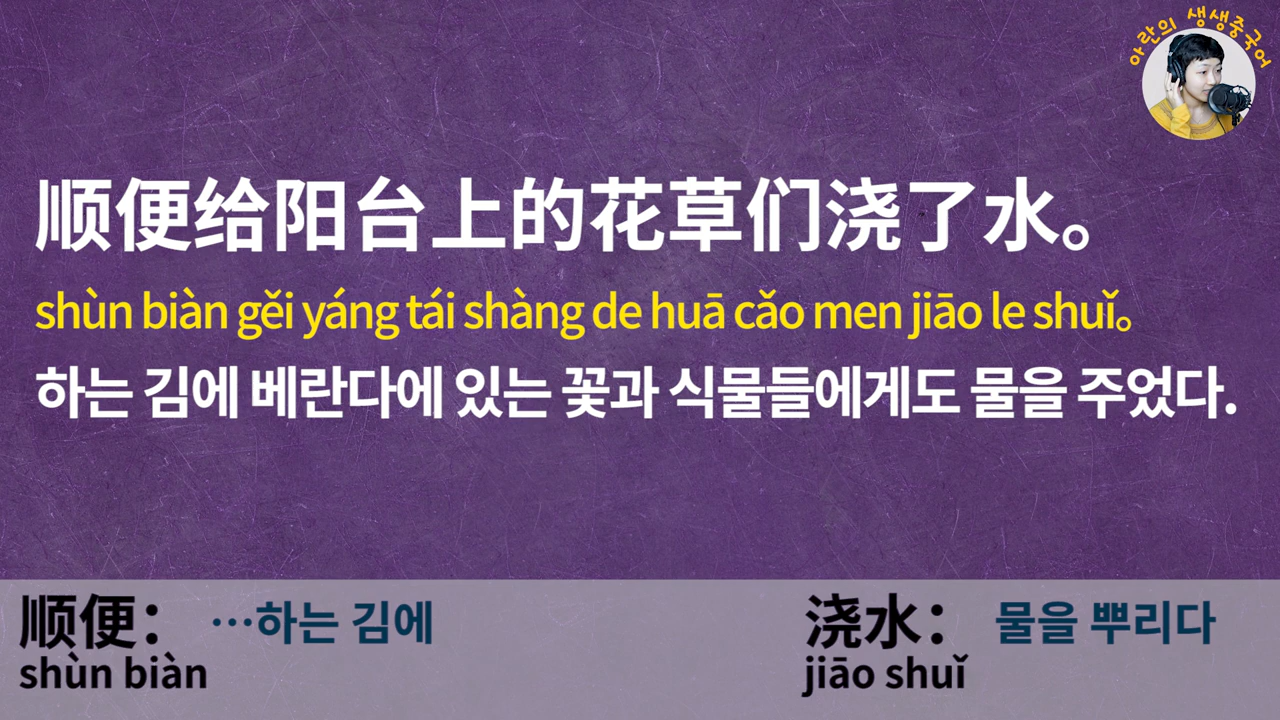 아란의 생생중국어
顺便给阳台上的花草们浇了水。
shùn biàn gěi yáng tái shàng de huā cǎo men jiāo le shuǐ。
하는 김에 베란다에 있는 꽃과 식물들에게도 물을 주었다.
顺便： …하는 김에
shùn biàn
浇水： 물을 뿌리다
jiāo shuǐ